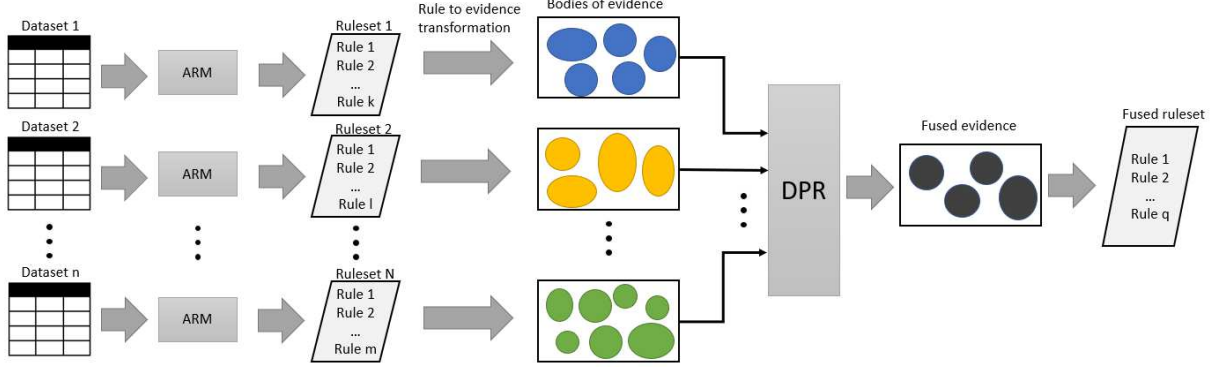 Dataset 1
ARM
Ruleset 1
Rule 1
Rule 2
...
Rule k
Rule to evidence
transformation
Bodies of evidence
Dataset 2
ARM
Ruleset 2
Rule 1
Rule 2
...
Rule l
Dataset n
ARM
Ruleset N
Rule 1
Rule 2
...
Rule m
DPR
Fused evidence
Fused ruleset
Rule 1
Rule 2
...
Rule q